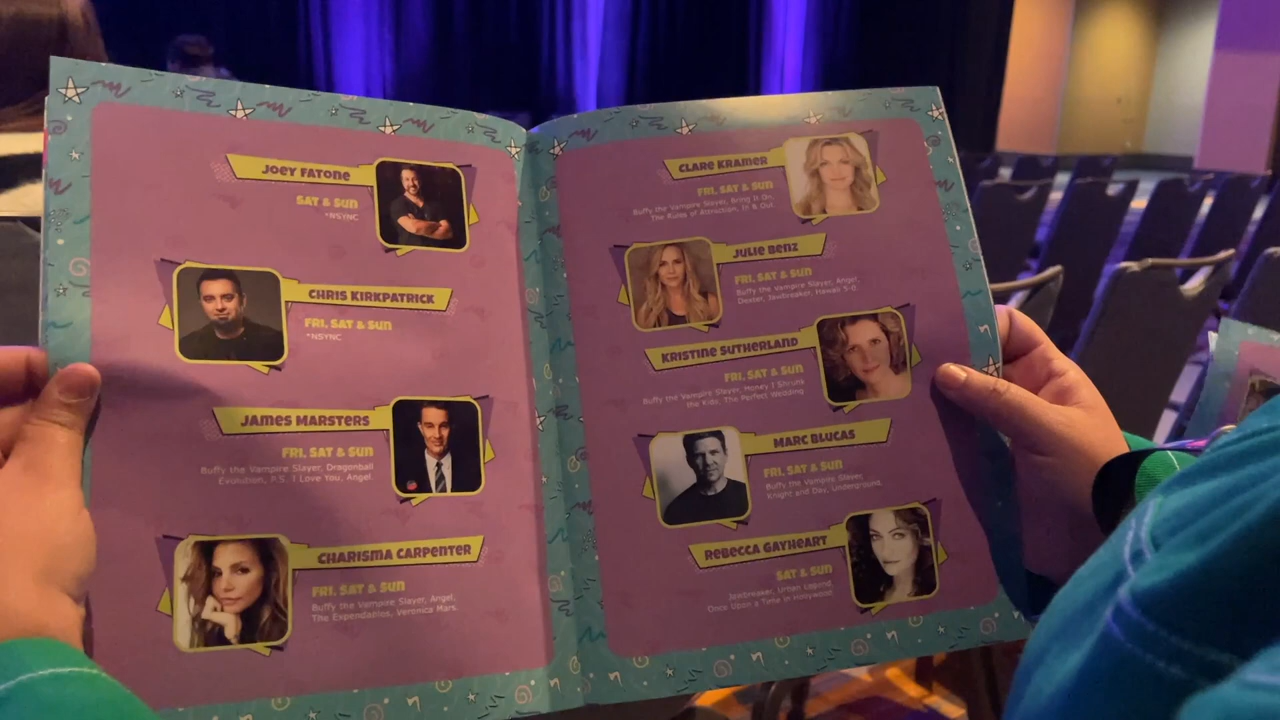 JOEY FATONE
SAT & SUN
*NSYNC
CHRIS KIRKPATRICK
FRI, SAT & SUN
*NSYNC
JAMES MARSTERS
FRI, SAT & SUN
Buffy the Vampire Slayer, Dragonball
Evolution, P.S. I Love You, Angel.
CHARISMA CARPENTER
FRI, SAT & SUN
Buffy the Vampire Slayer, Angel,
The Expendables, Veronica Mars.
CLARE KRAMER
FRI, SAT & SUN
Buffy the Vampire Slayer, Bring It On,
The Rules of Attraction, D & Out.
JULIE BENZ
FRI, SAT & SUN
Buffy the Vampire Slayer, Angel,
Dexter, Jawbreaker, Hawaii 5-0.
KRISTINE SUTHERLAND
FRI, SAT & SUN
Buffy the Vampire Slayer, Honey I Shrunk
the Kids, The Perfect Wedding
MARC BLUCAS
FRI, SAT & SUN
Buffy the Vampire Slayer,
Knight and Day, Underground.
REBECCA GAYHEART
SAT & SUN
Jawbreaker, Urban Legend,
Once Upon a Time in Hollywood.